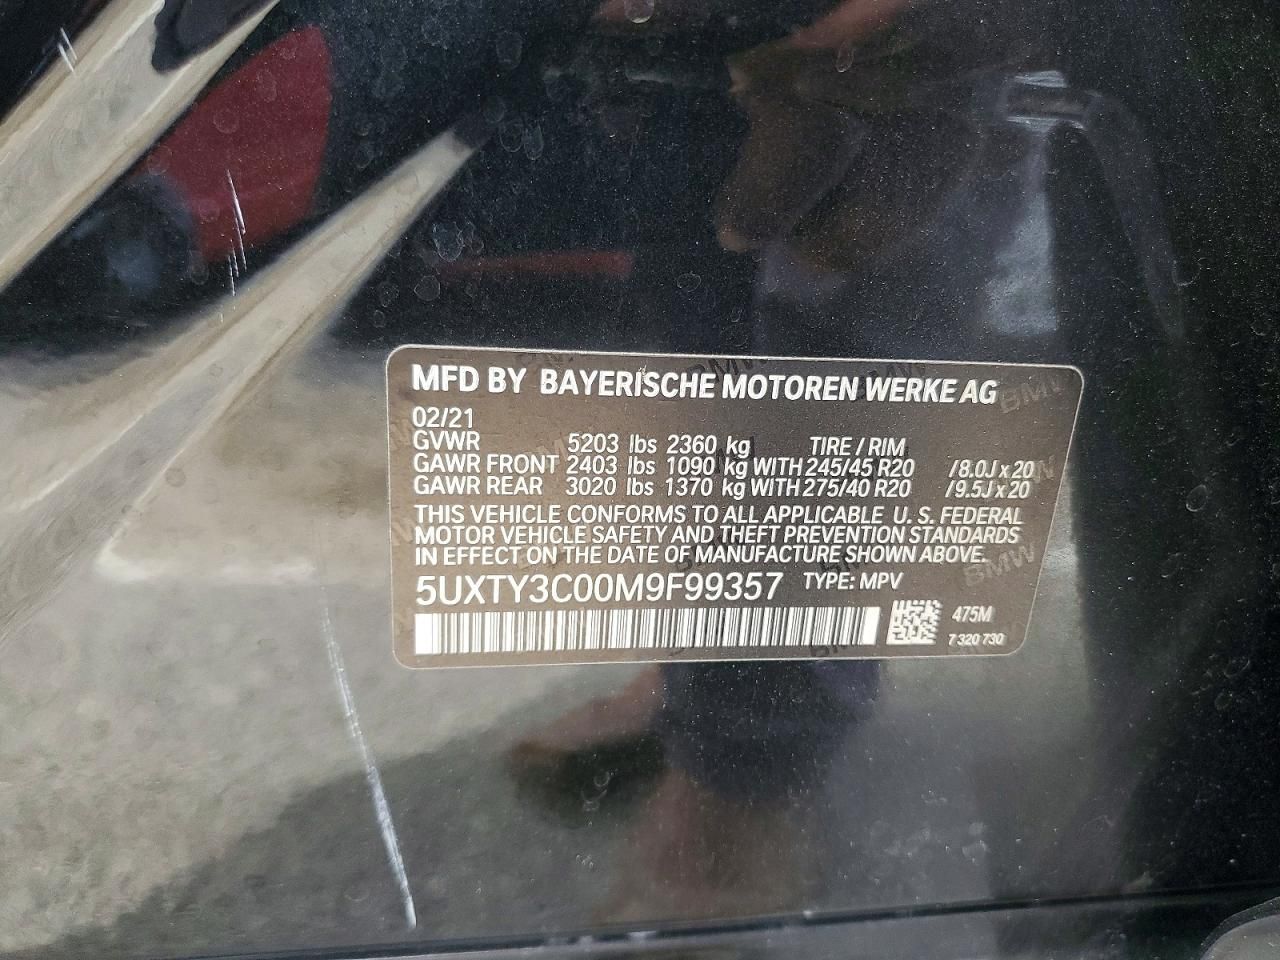 MFD BY BAYERISCHE MOTOREN WERKE AG
02/21
GVWR 5203 lbs 2360 kg TIRE / RIM
GAWR FRONT 2403 lbs 1090 kg WITH 245/45 R20 /8.0J x 20
GAWR REAR 3020 lbs 1370 kg WITH 275/40 R20 /9.5J x 20
THIS VEHICLE CONFORMS TO ALL APPLICABLE U. S. FEDERAL
MOTOR VEHICLE SAFETY AND THEFT PREVENTION STANDARDS
IN EFFECT ON THE DATE OF MANUFACTURE SHOWN ABOVE.
5UXTY3C00M9F99357 TYPE: MPV
475M
7 320 730